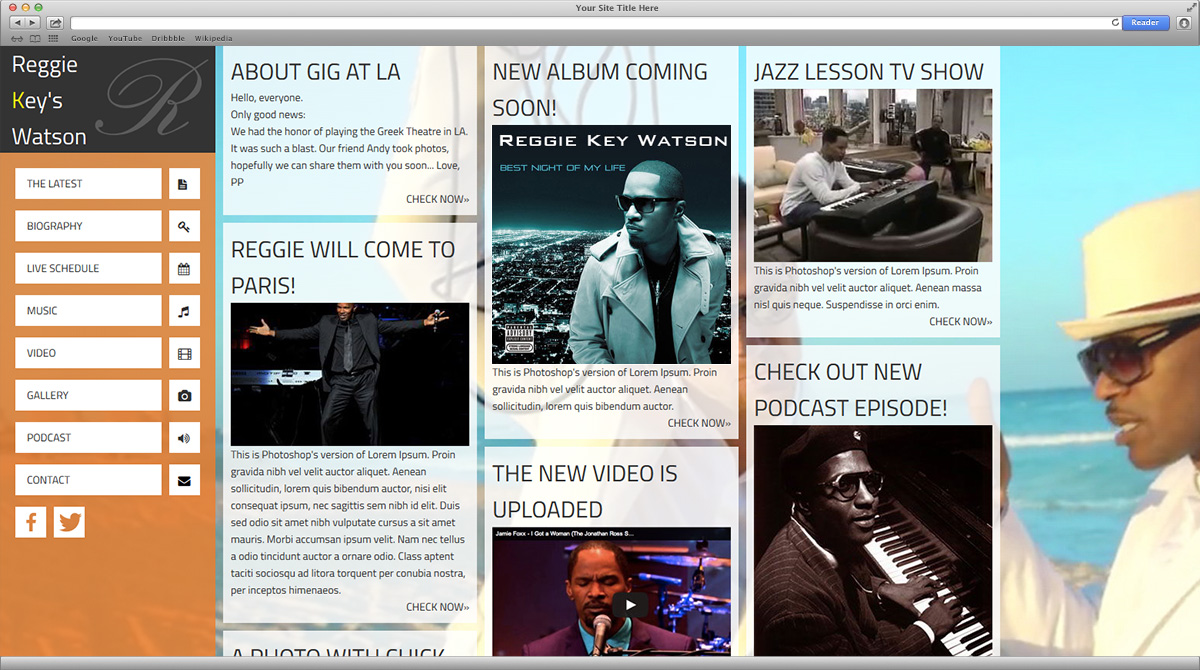 Your Site Title Here
Reader
Google YouTube Dribbble Wikipedia
Reggie
Key's
Watson
R
THE LATEST
BIOGRAPHY
LIVE SCHEDULE
MUSIC
VIDEO
GALLERY
PODCAST
CONTACT
ABOUT GIG AT LA
Hello, everyone.
Only good news:
We had the honor of playing the Greek Theatre in LA.
It was such a blast. Our friend Andy took photos,
hopefully we can share them with you soon... Love,
PP
CHECK NOW»
REGGIE WILL COME TO
PARIS!
This is Photoshop's version of Lorem Ipsum. Proin
gravida nibh vel velit auctor aliquet. Aenean
sollicitudin, lorem quis bibendum auctor, nisi elit
consequat ipsum, nec sagittis sem nibh id elit. Duis
sed odio sit amet nibh vulputate cursus a sit amet
mauris. Morbi accumsan ipsum velit. Nam nec tellus
a odio tincidunt auctor a ornare odio. Class aptent
taciti sociosqu ad litora torquent per conubia nostra,
per inceptos himenaeos.
CHECK NOW»
A PHOTO WITH CHICK
NEW ALBUM COMING
SOON!
REGGIE KEY WATSON
BEST NIGHT OF MY LIFE
PARENTAL
ADVISORY
EXPLICIT CONTENT
This is Photoshop's version of Lorem Ipsum. Proin
gravida nibh vel velit auctor aliquet. Aenean
sollicitudin, lorem quis bibendum auctor.
CHECK NOW»
THE NEW VIDEO IS
UPLOADED
Jamie Foxx - I Got a Woman (The Jonathan Ross S...
JAZZ LESSON TV SHOW
This is Photoshop's version of Lorem Ipsum. Proin
gravida nibh vel velit auctor aliquet. Aenean massa
nisl quis neque. Suspendisse in orci enim.
CHECK NOW»
CHECK OUT NEW
PODCAST EPISODE!